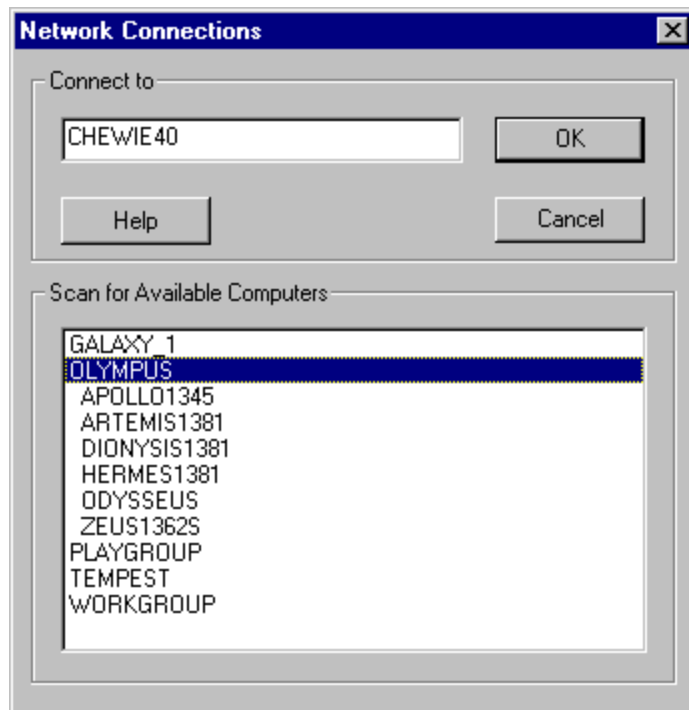 Network Connections
Connect to
CHEWIE40
OK
Help
Cancel
Scan for Available Computers
GALAXY_1
OLYMPUS
APOLLO1345
ARTEMIS1381
DIONYSIS1381
HERMES1381
ODYSSEUS
ZEUS1362S
PLAYGROUP
TEMPEST
WORKGROUP